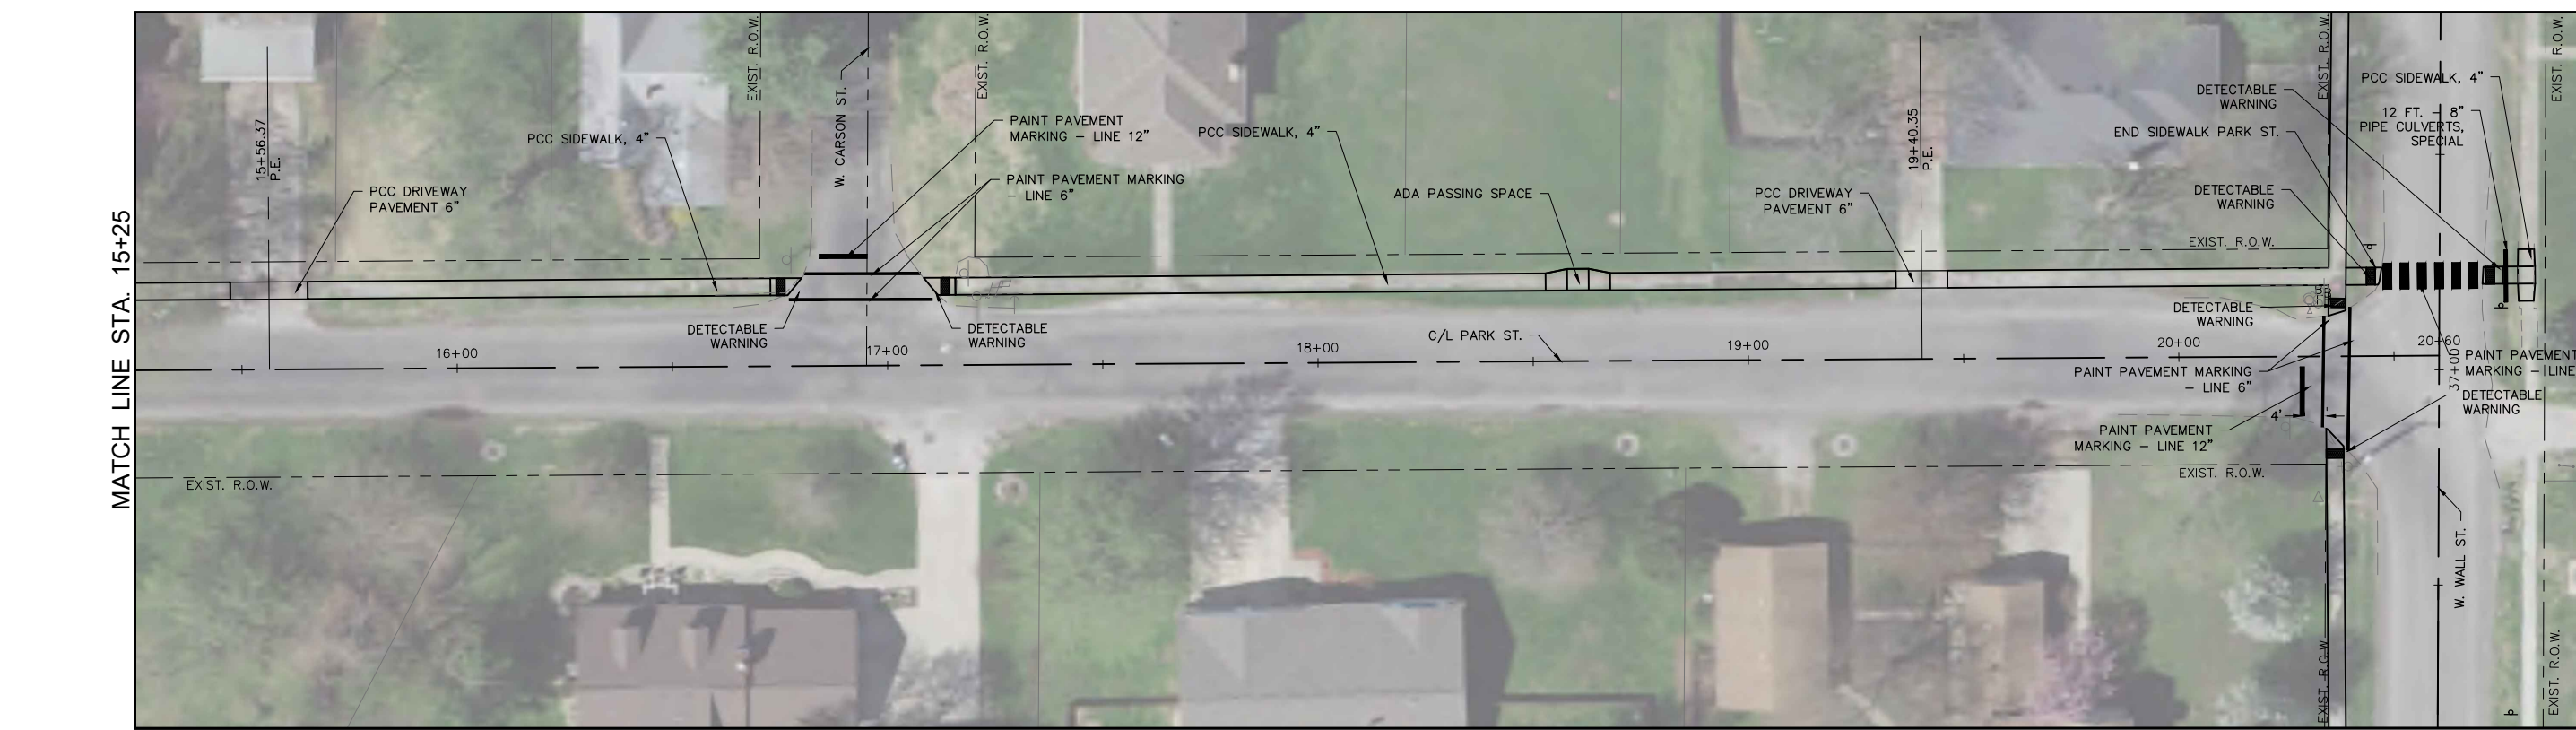 MATCH LINE STA. 15+25
15+56.37
P.E.
PCC DRIVEWAY
PAVEMENT 6”
PCC SIDEWALK, 4”
EXIST. R.O.W.
W. CARSON ST.
EXIST. R.O.W.
PAINT PAVEMENT
MARKING – LINE 12”
PAINT PAVEMENT MARKING
– LINE 6”
PCC SIDEWALK, 4”
ADA PASSING SPACE
PCC DRIVEWAY
PAVEMENT 6”
19+40.35
P.E.
DETECTABLE
WARNING
END SIDEWALK PARK ST.
DETECTABLE
WARNING
EXIST. R.O.W.
EXIST. R.O.W.
PCC SIDEWALK, 4”
12 FT. – 8”
PIPE CULVERTS,
SPECIAL
EXIST. R.O.W.
DETECTABLE
WARNING
DETECTABLE
WARNING
DETECTABLE
WARNING
C/L PARK ST.
16+00
17+00
18+00
19+00
20+00
20+60
37+00
PAINT PAVEMENT
MARKING – LINE
PAINT PAVEMENT MARKING
– LINE 6”
DETECTABLE
WARNING
4'
PAINT PAVEMENT
MARKING – LINE 12”
EXIST. R.O.W.
EXIST. R.O.W.
W. WALL ST.
EXIST. R.O.W.
EXIST. R.O.W.